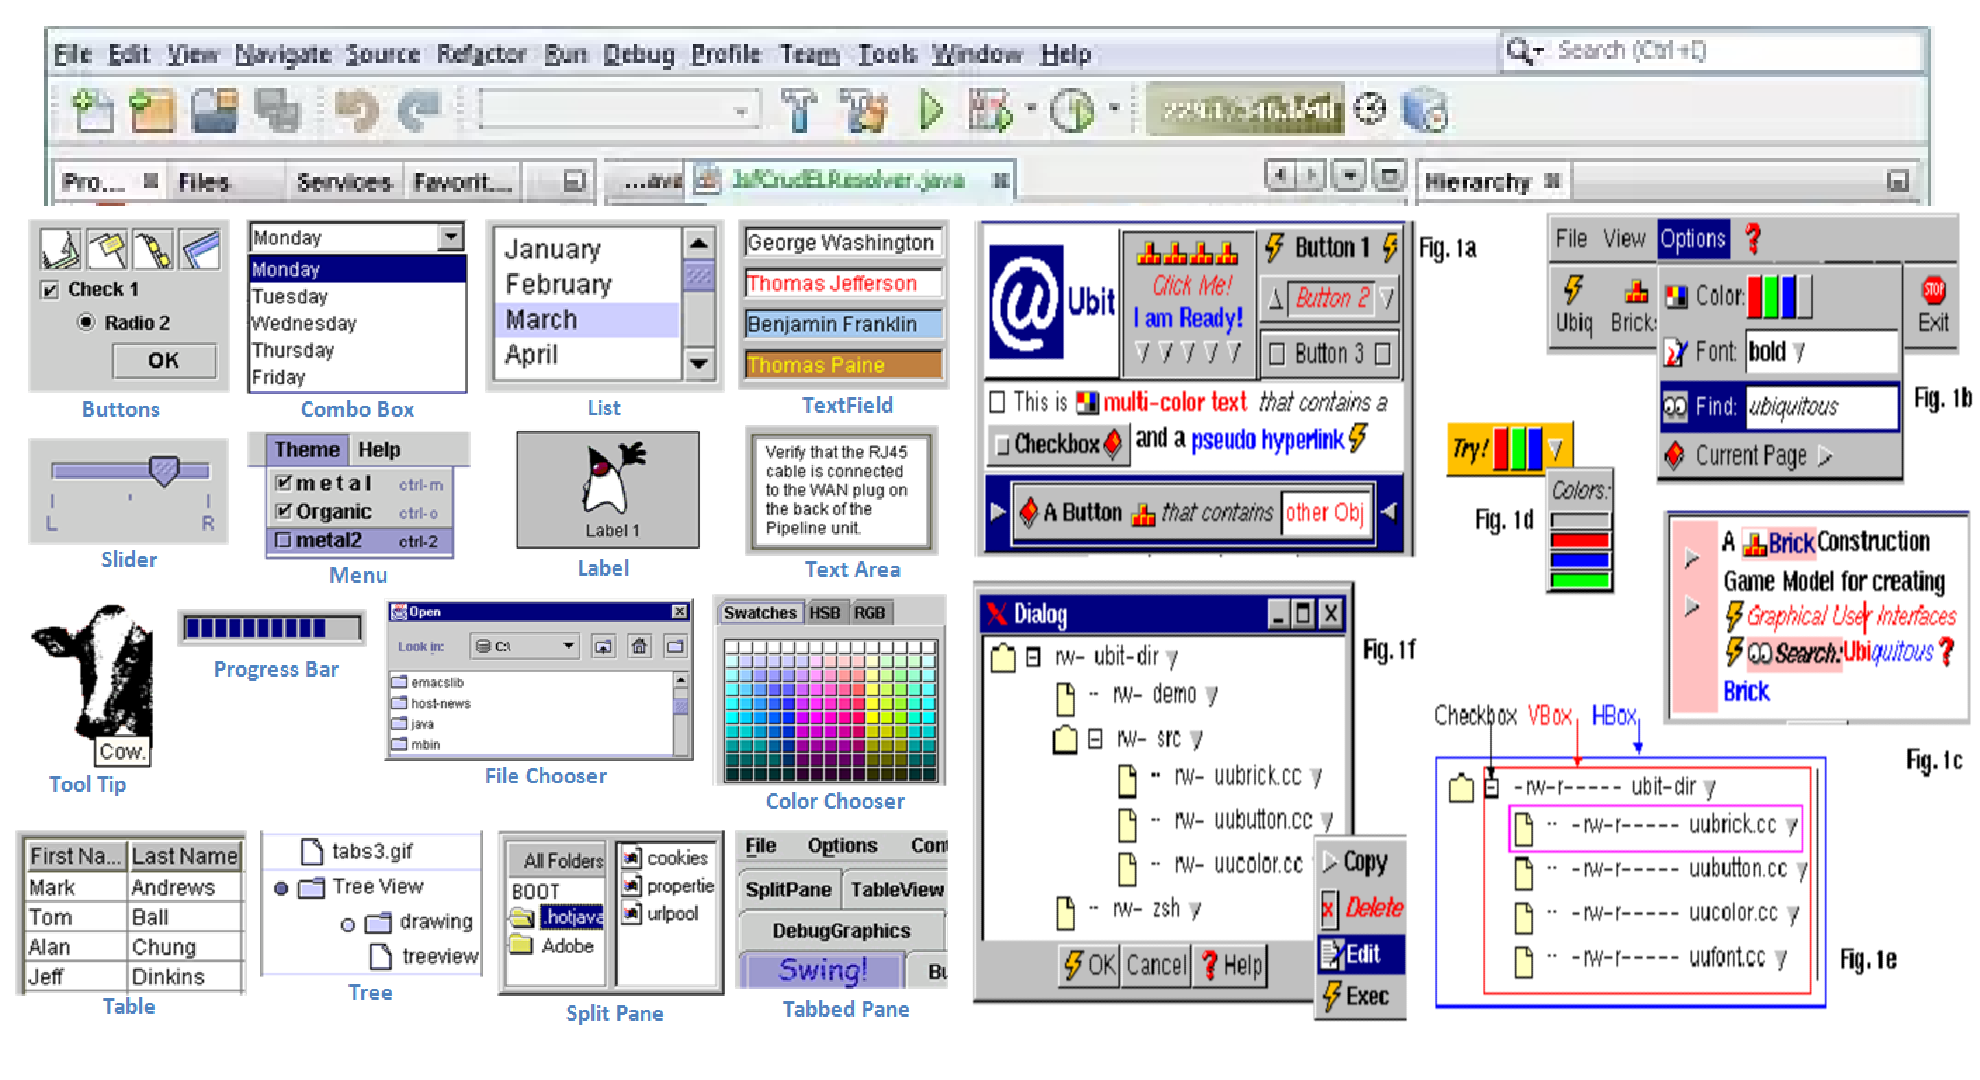 File Edit View Navigate Source Refactor Run Debug Profile Team Tools Window Help
Search (Ctrl+I)
Pro.... Files Services Favorit....
...ava JsfCrudELResolver.java
Hierarchy
Check 1
Radio 2
OK
Buttons
Monday
Monday
Tuesday
Wednesday
Thursday
Friday
Combo Box
January
February
March
April
List
George Washington
Thomas Jefferson
Benjamin Franklin
Thomas Paine
TextField
L R
Slider
Theme Help
metal ctrl-m
Organic ctrl-o
metal2 ctrl-2
Menu
Label 1
Label
Verify that the RJ45
cable is connected
to the WAN plug on
the back of the
Pipeline unit.
Text Area
Cow.
Tool Tip
Progress Bar
Open
Look in: C:\
emacslib
host-news
java
mbin
File Chooser
Swatches HSB RGB
Color Chooser
First Na... Last Name
Mark Andrews
Tom Ball
Alan Chung
Jeff Dinkins
Table
tabs3.gif
Tree View
drawing
treeview
Tree
All Folders
BOOT
.hotjava
Adobe
cookies
propertie
urlpool
Split Pane
File Options Con
SplitPane TableView
DebugGraphics
Swing! Bu
Tabbed Pane
@ Ubit
Click Me!
I am Ready!
Button 1
Button 2
Button 3
This is multi-color text that contains a
Checkbox and a pseudo hyperlink
A Button that contains other Obj
Fig. 1a
File View Options ?
Ubiq Bricks
Color:
Font: bold
Find: ubiquitous
Current Page
STOP
Exit
Fig. 1b
Try!
Colors:
Fig. 1d
A Brick Construction
Game Model for creating
Graphical User Interfaces
Search: Ubiquitous ?
Brick
Fig. 1c
X Dialog
rw- ubit-dir
-- rw- demo
rw- src
-- rw- uubrick.cc
-- rw- uubutton.cc
-- rw- uucolor.cc
-- rw- zsh
OK Cancel ? Help
Copy
Delete
Edit
Exec
Fig. 1f
Checkbox VBox HBox
-rw-r----- ubit-dir
-- -rw-r----- uubrick.cc
-- -rw-r----- uubutton.cc
-- -rw-r----- uucolor.cc
-- -rw-r----- uufont.cc
Fig. 1e